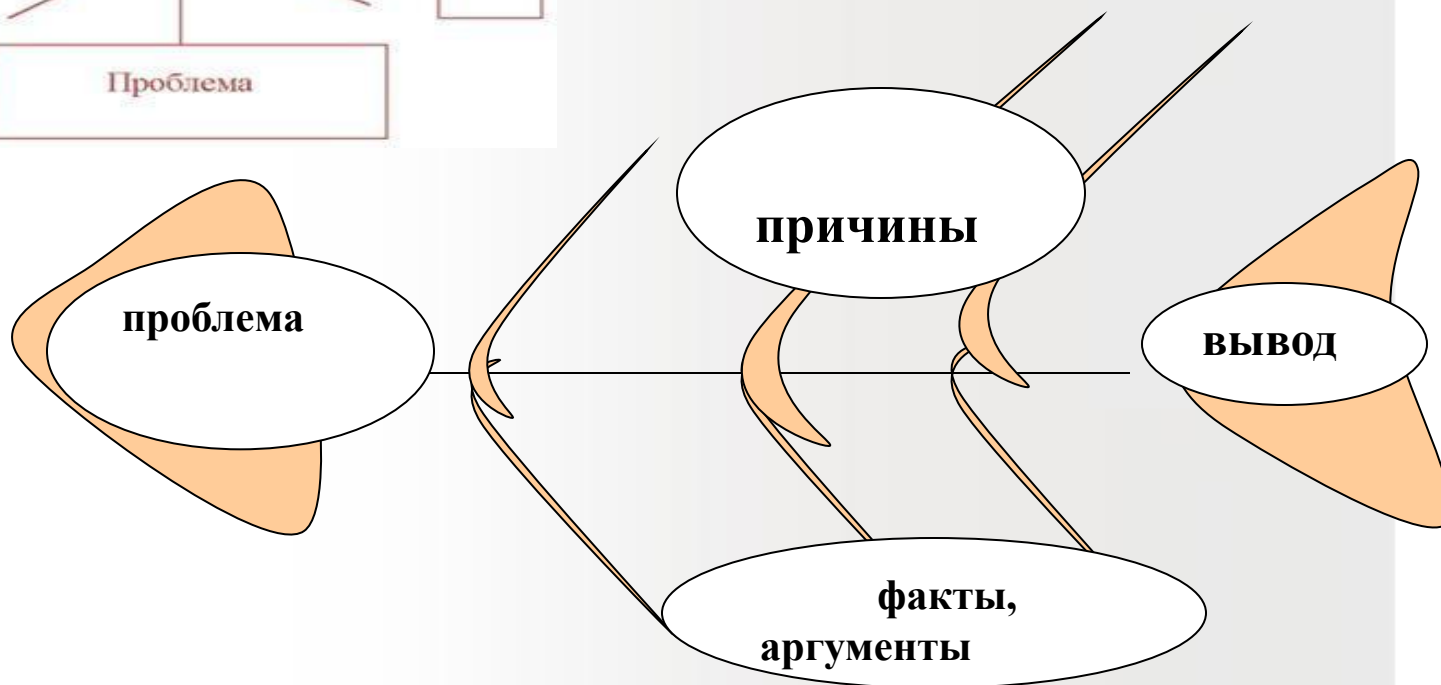 Проблема
причины
проблема
вывод
факты,
аргументы